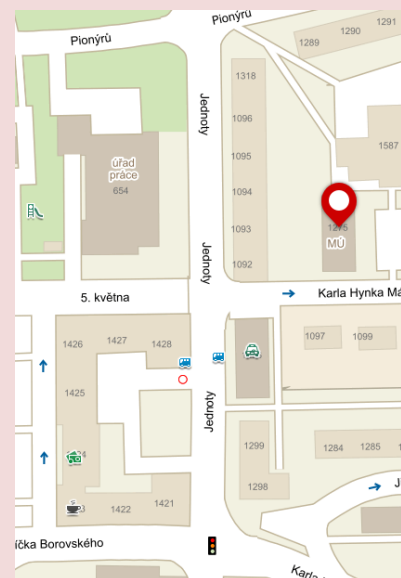 Pionýrů
Pionýrů
1289
1290
1291
1318
Jednoty
1096
1587
1095
úřad
práce
654
1094
1093
1275
MÚ
Jednoty
1092
5. května
Karla Hynka Má
1426
1427
1428
1097
1099
1425
Jednoty
1299
1284
1285
1298
1422
1421
íčka Borovského
Karla